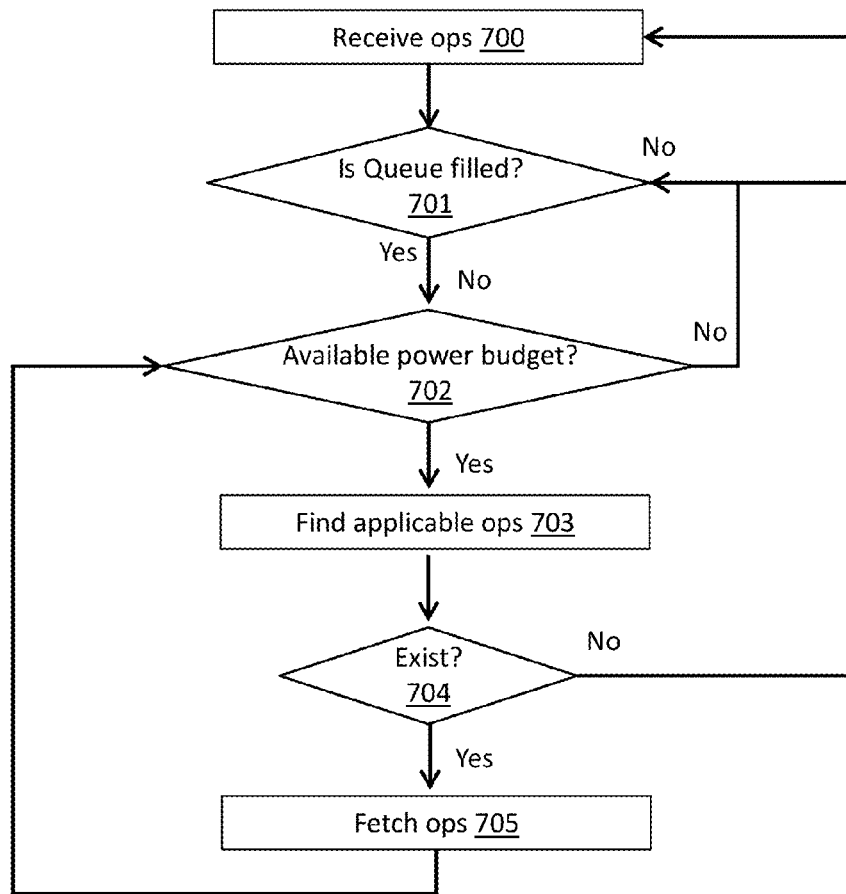 Receive ops 700
No
Is Queue filled?
701
Yes
No
No
Available power budget?
702
Yes
Find applicable ops 703
No
Exist?
704
Yes
Fetch ops 705